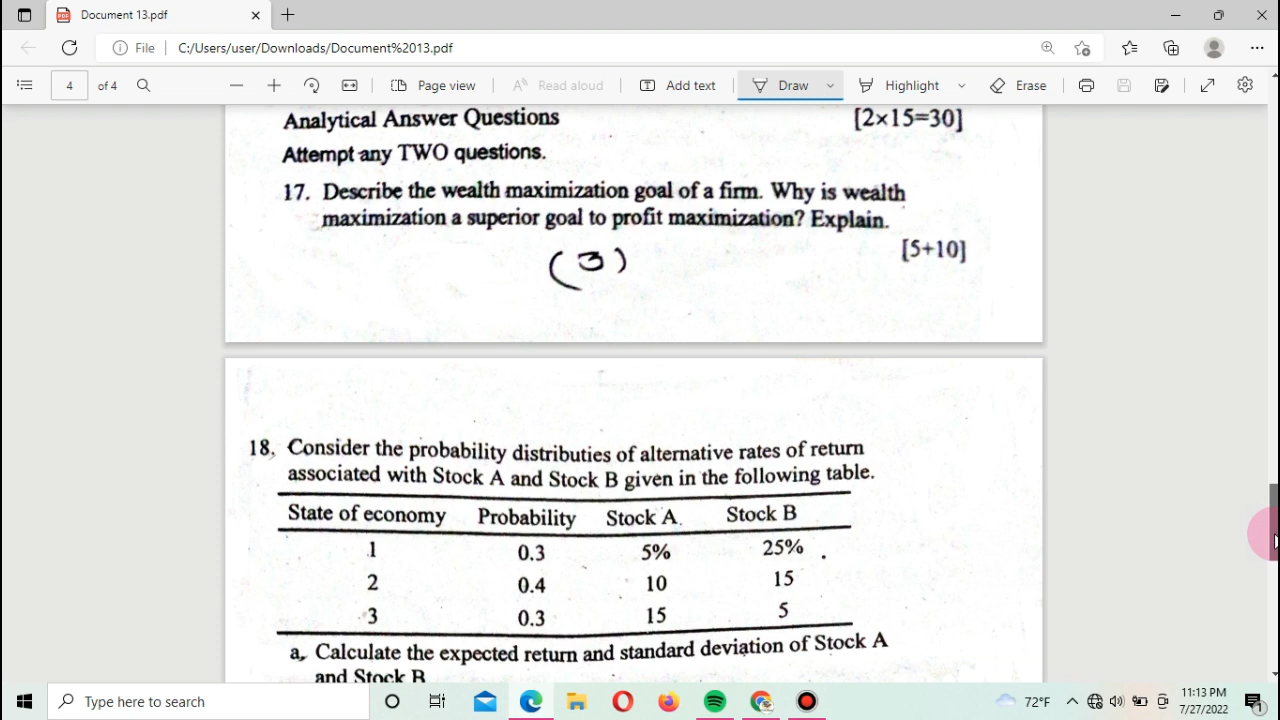 Document 13.pdf
File
C:/Users/user/Downloads/Document%2013.pdf
4 of 4
Page view
Read aloud
Add text
Draw
Highlight
Erase
Analytical Answer Questions [2×15=30]
Attempt any TWO questions.
17. Describe the wealth maximization goal of a firm. Why is wealth
maximization a superior goal to profit maximization? Explain.
[5+10]
(3)
18. Consider the probability distributies of alternative rates of return
associated with Stock A and Stock B given in the following table.
State of economy Probability Stock A Stock B
1 0.3 5% 25%
2 0.4 10 15
3 0.3 15 5
a. Calculate the expected return and standard deviation of Stock A
and Stock B
Type here to search
72°F
7/27/2022